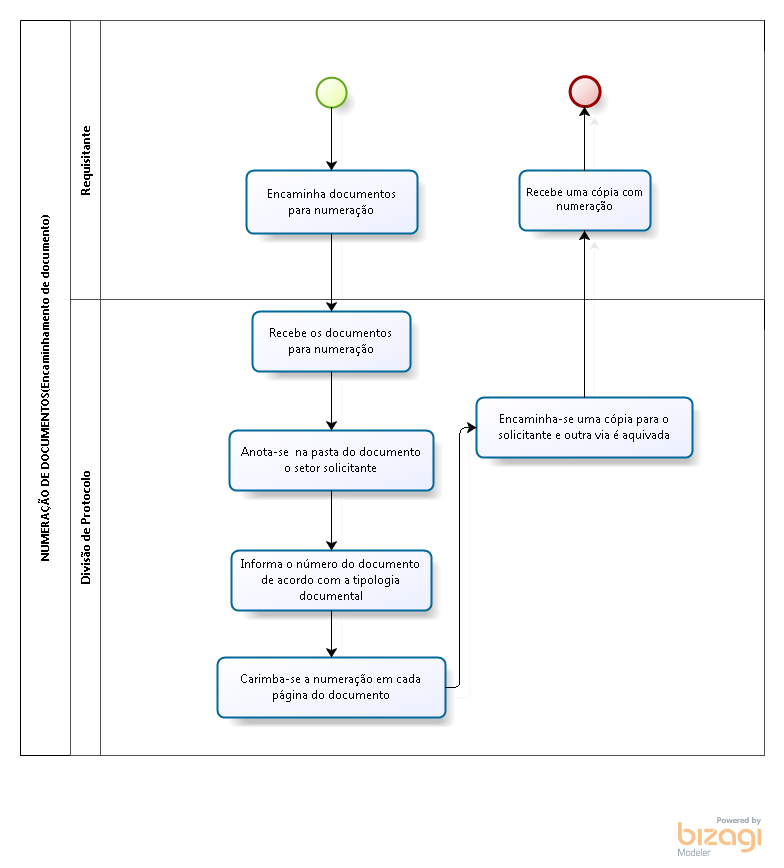 NUMERAÇÃO DE DOCUMENTOS(Encaminhamento de documento)
Requisitante
Encaminha documentos
para numeração
Recebe uma cópia com
numeração
Divisão de Protocolo
Recebe os documentos
para numeração
Anota-se  na pasta do documento
o setor solicitante
Informa o número do documento
de acordo com a tipologia
documental
Carimba-se a numeração em cada
página do documento
Encaminha-se uma cópia para o
solicitante e outra via é aquivada
Powered by
bizagi
Modeler